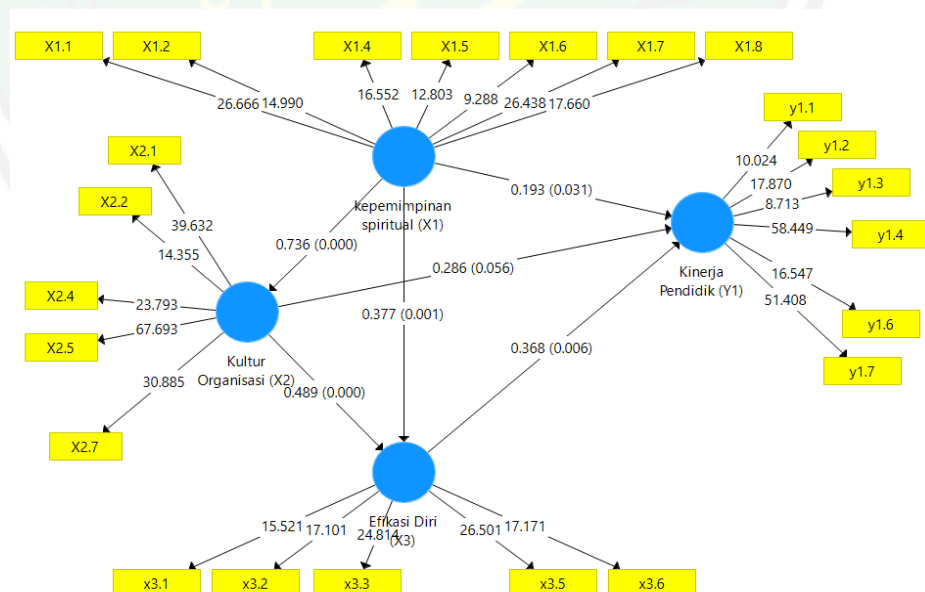 X1.1
X1.2
X1.4
X1.5
X1.6
X1.7
X1.8
26.666
14.990
16.552
12.803
9.288
26.438
17.660
kepemimpinan
spiritual (X1)
X2.1
X2.2
X2.4
X2.5
X2.7
39.632
14.355
23.793
67.693
30.885
Kultur
Organisasi (X2)
0.736 (0.000)
0.193 (0.031)
0.286 (0.056)
0.377 (0.001)
0.489 (0.000)
0.368 (0.006)
y1.1
y1.2
y1.3
y1.4
y1.6
y1.7
10.024
17.870
8.713
58.449
16.547
51.408
Kinerja
Pendidik (Y1)
Efikasi Diri
(X3)
15.521
17.101
24.814
26.501
17.171
x3.1
x3.2
x3.3
x3.5
x3.6